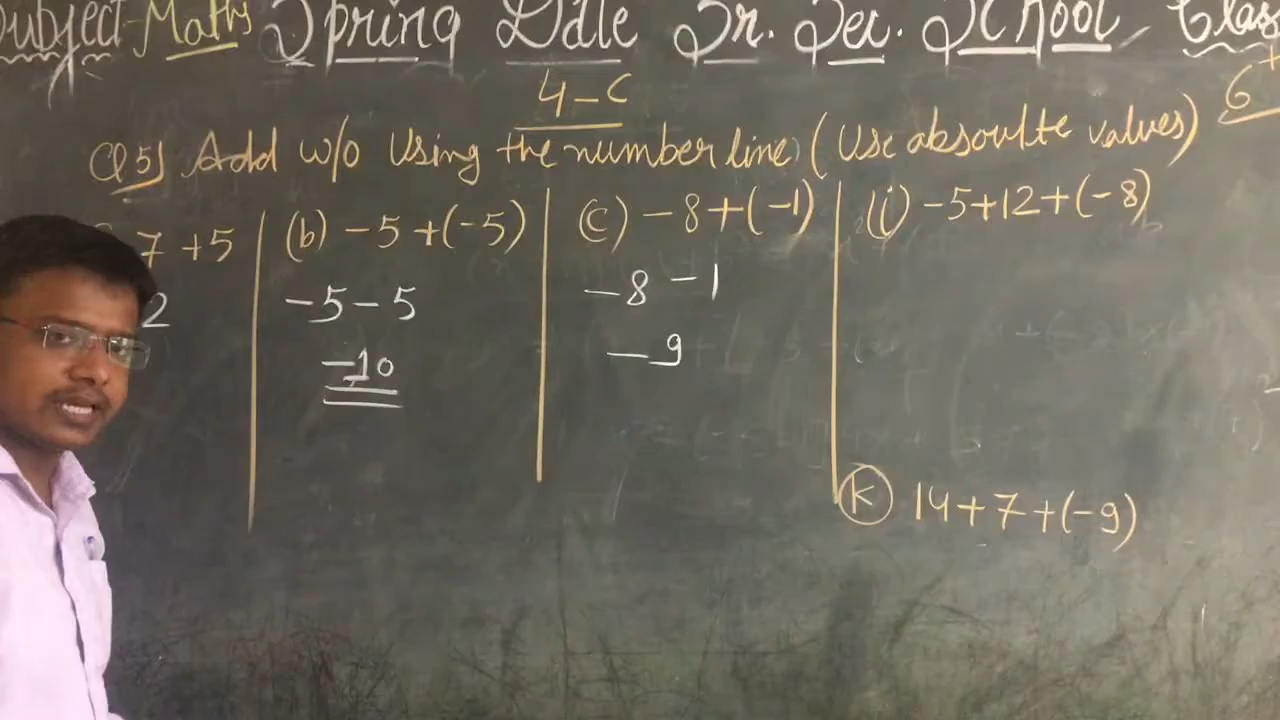 Subject-Maths Spring Dale Sr. Sec. School, Class
4-C
6+
Q5) Add w/o Using the number line (Use absoulte values)
7 +5
2
(b) -5 +(-5)
-5-5
-10
(c) -8+(-1)
-8 -1
-9
(i) -5+12+(-8)
(K) 14+7+(-9)